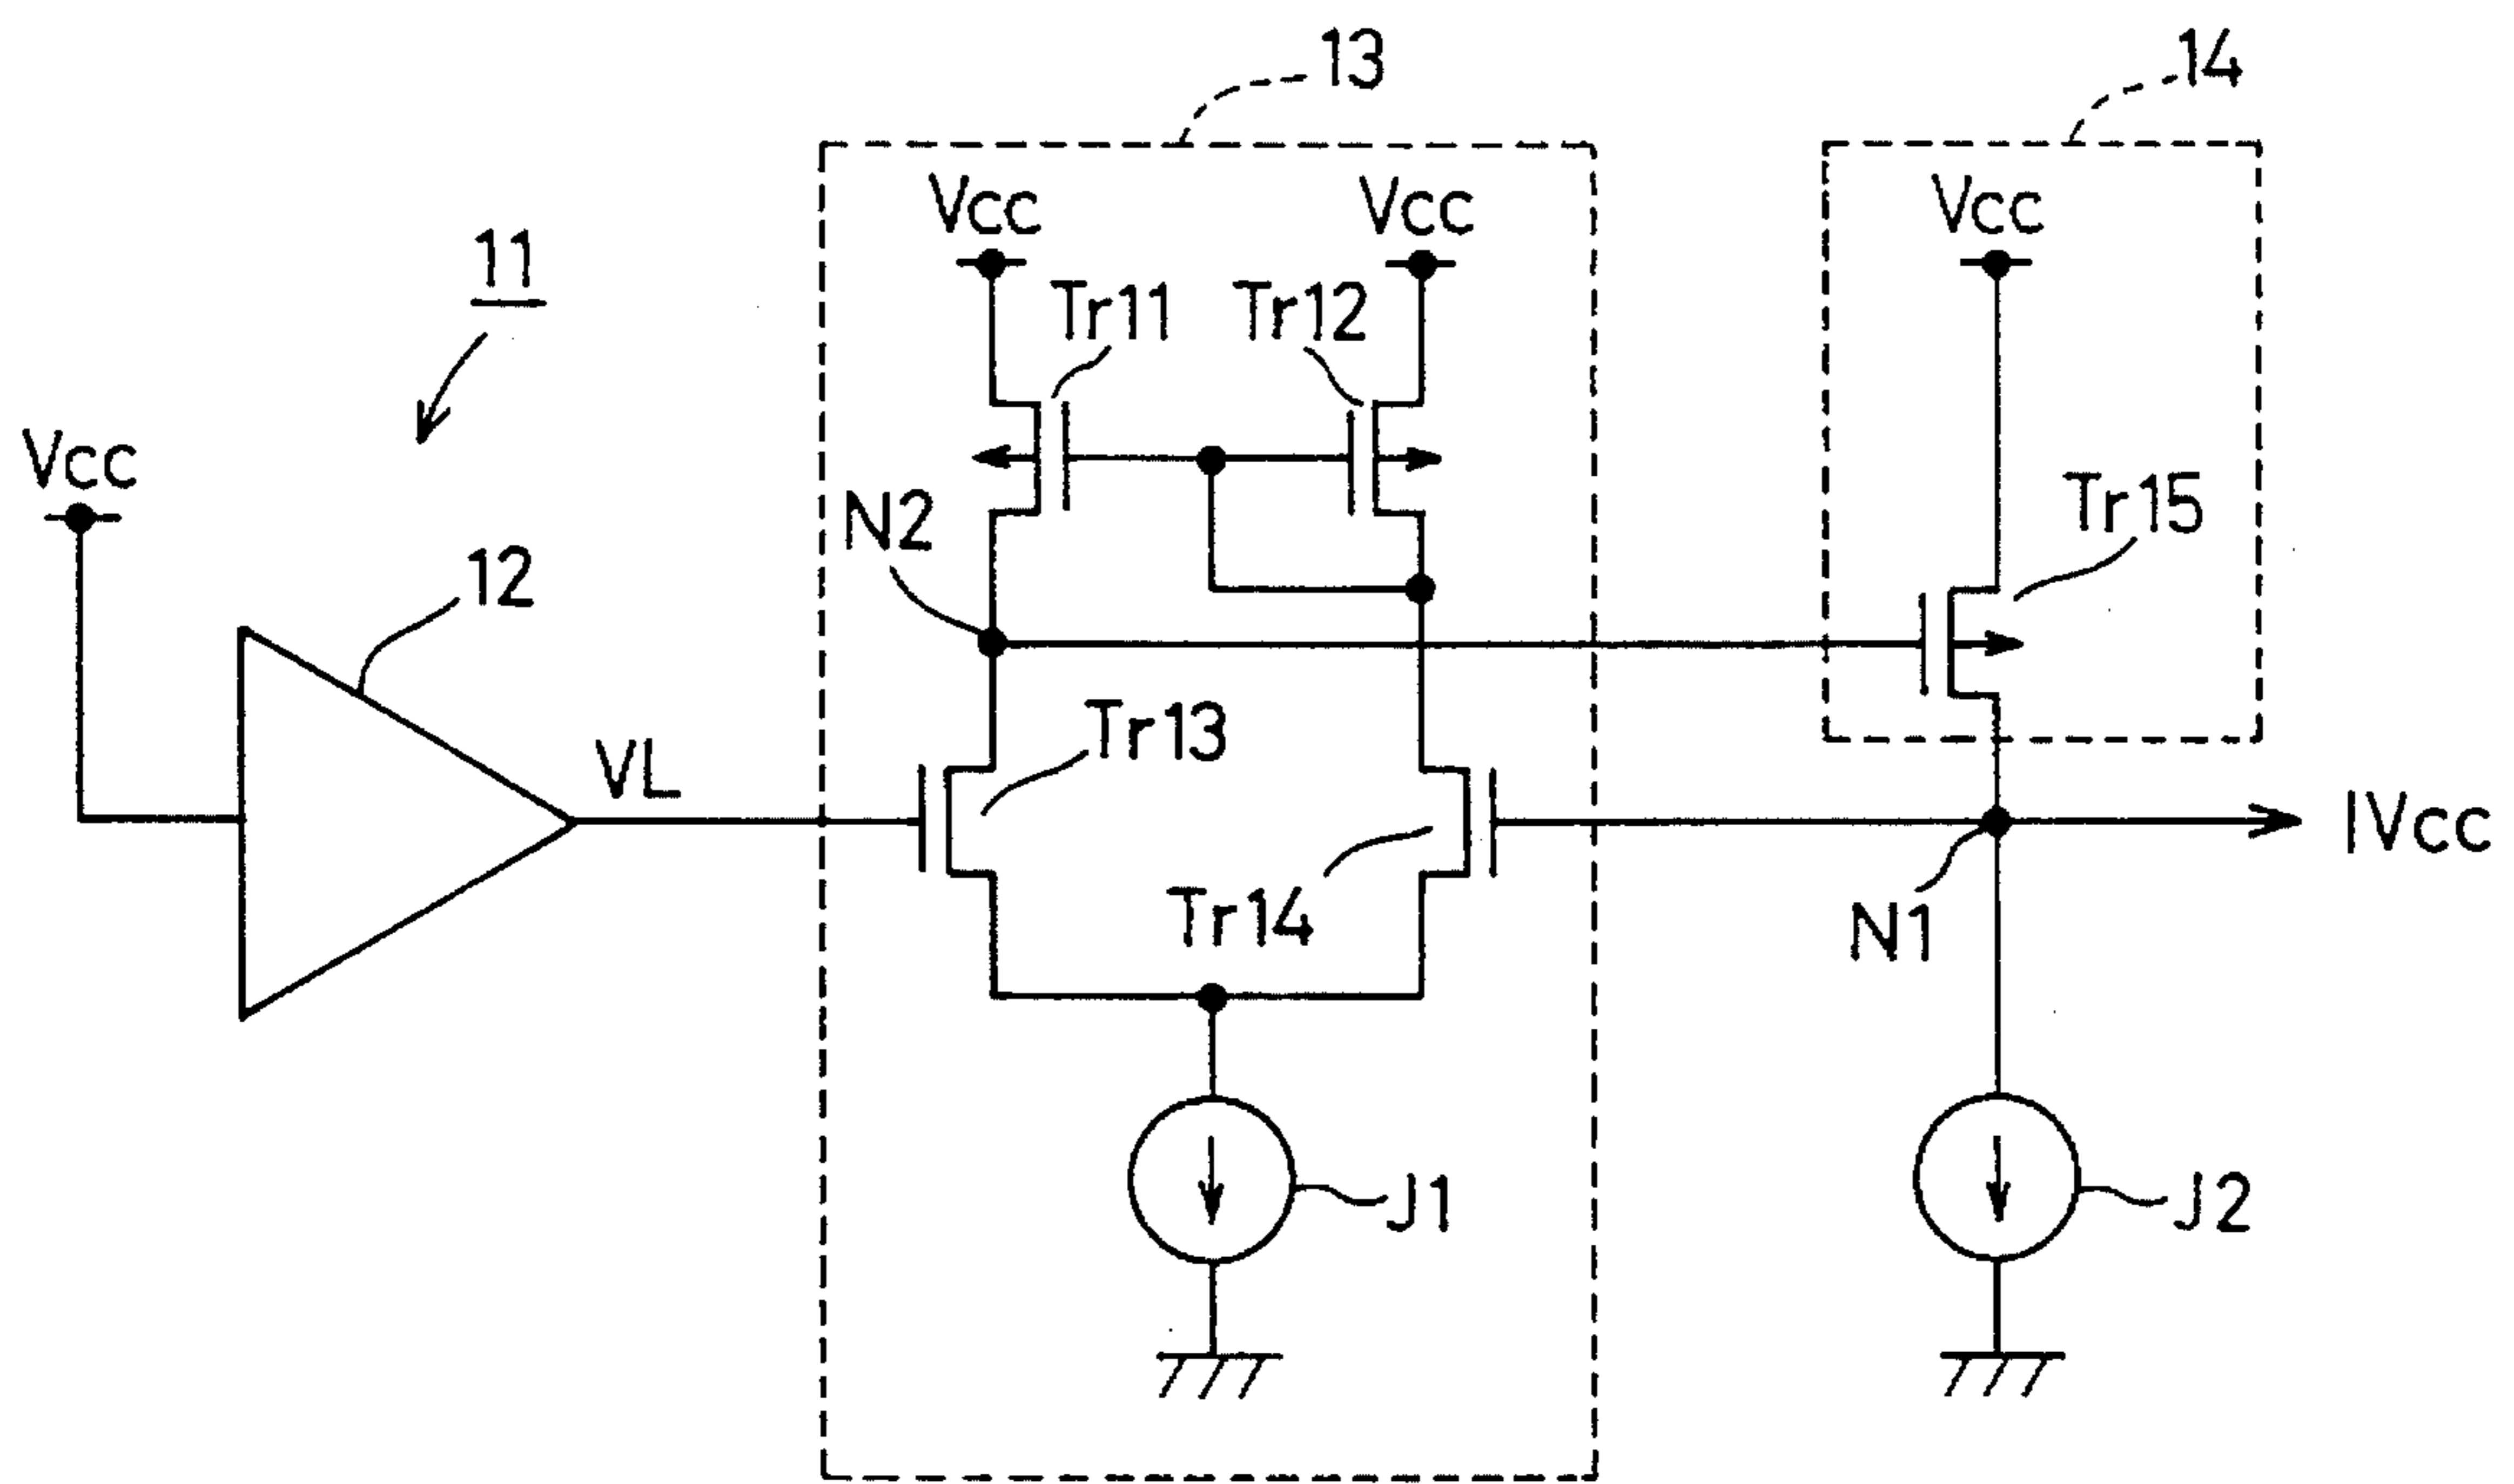 13
14
Vcc
Vcc
Vcc
11
Tr11
Tr12
Vcc
N2
Tr15
12
Tr13
VL
IVcc
Tr14
N1
J1
J2